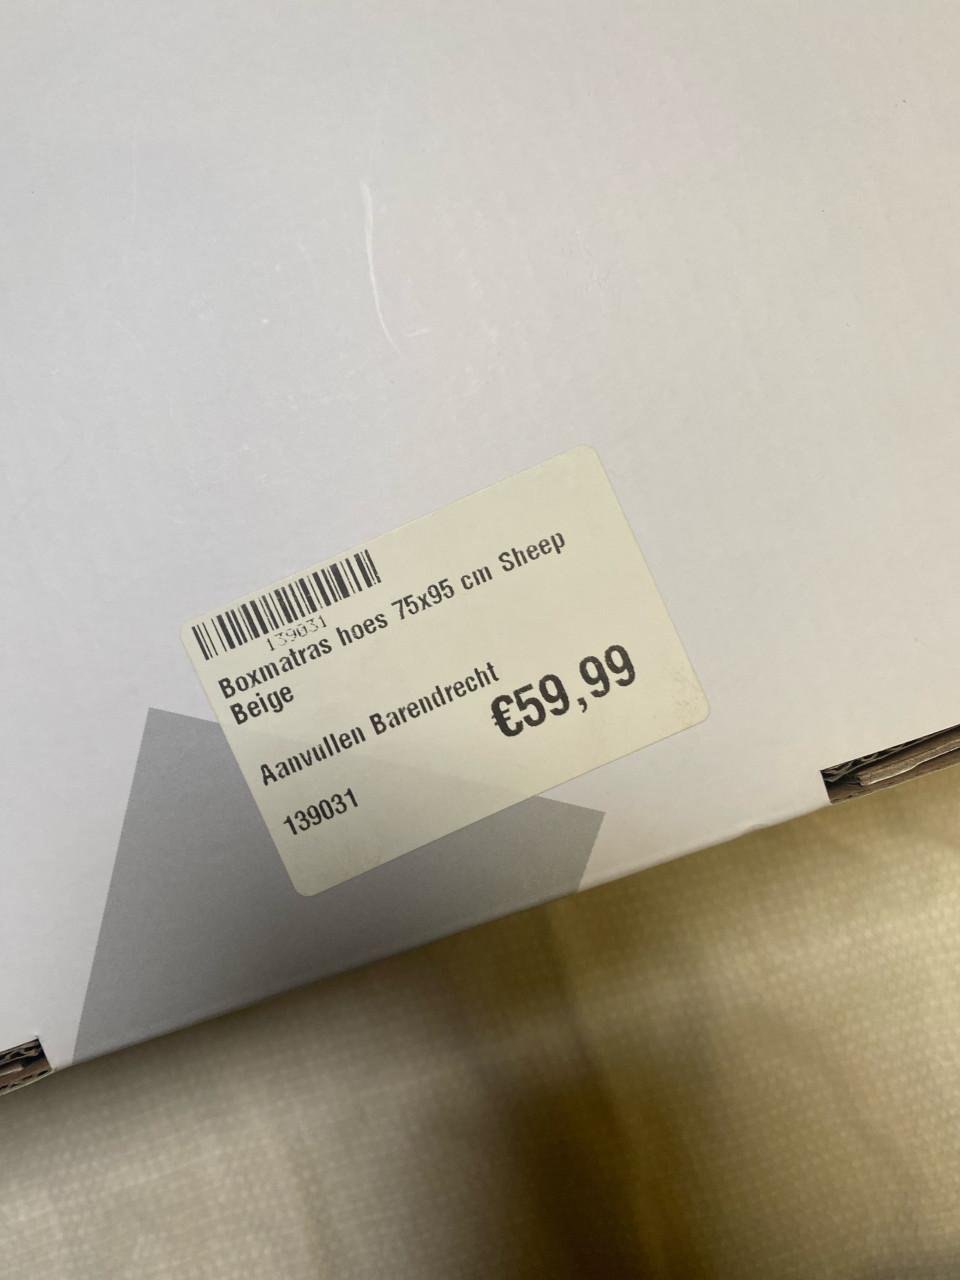 139031
Boxmatras hoes 75x95 cm Sheep
Beige
Aanvullen Barendrecht
€59,99
139031